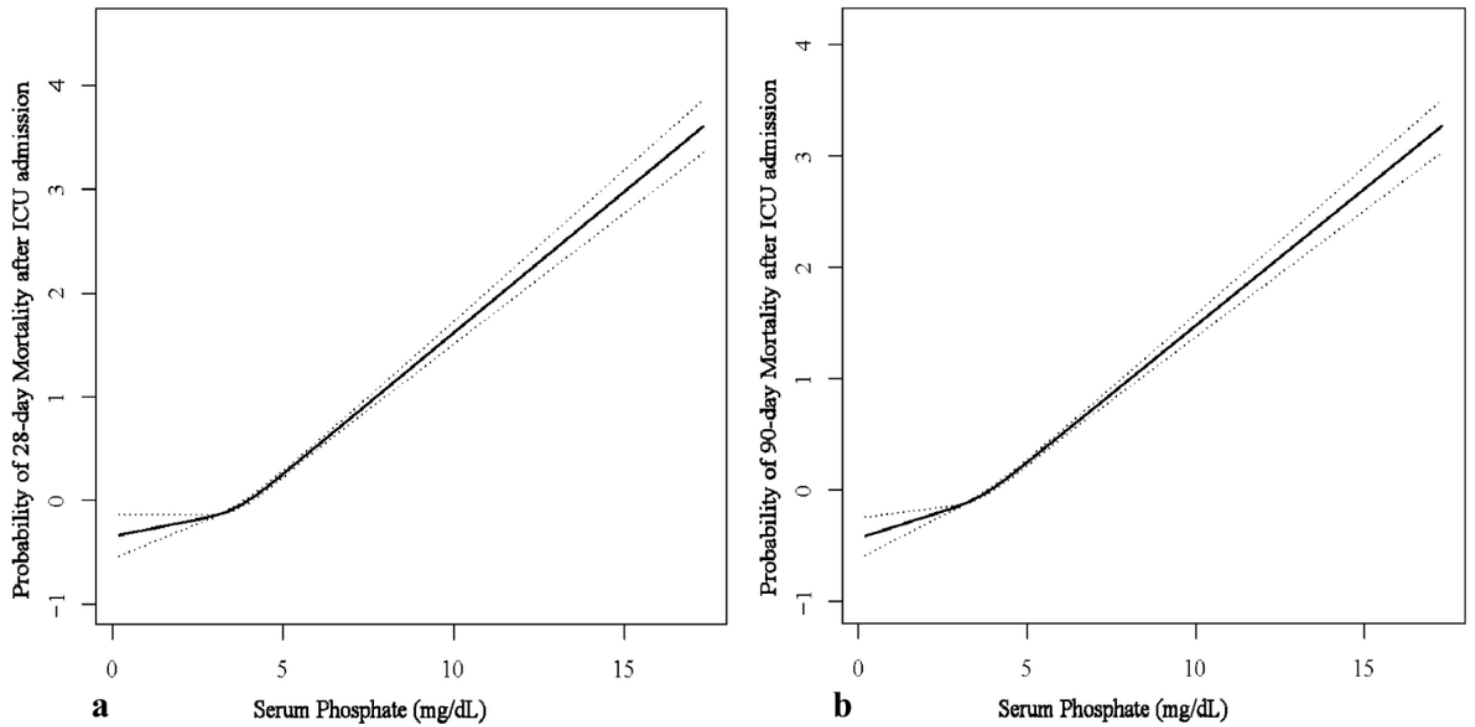 Probability of 28-day Mortality after ICU admission
4
3
2
1
0
−1
0 5 10 15
Serum Phosphate (mg/dL)
a
Probability of 90-day Mortality after ICU admission
4
3
2
1
0
−1
0 5 10 15
Serum Phosphate (mg/dL)
b